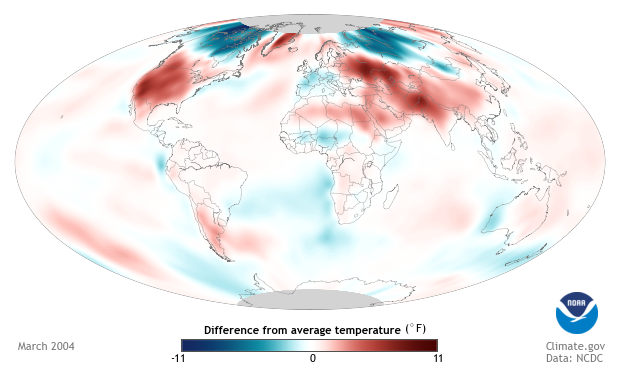 NOAA
Difference from average temperature (°F)
-11 0 11
March 2004
Climate.gov
Data: NCDC